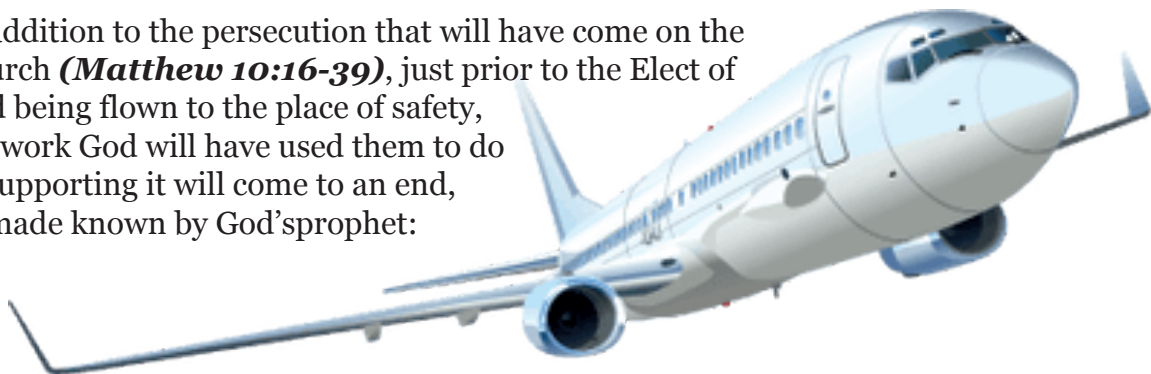 ddition to the persecution that will have come on the
urch (Matthew 10:16-39), just prior to the Elect of
d being flown to the place of safety,
work God will have used them to do
upporting it will come to an end,
made known by God'sprophet: